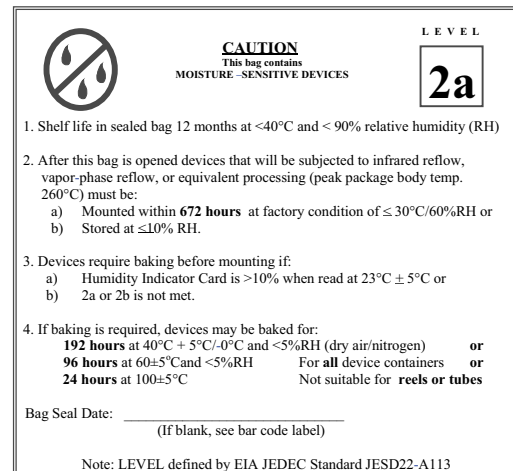 LEVEL
CAUTION
This bag contains
MOISTURE –SENSITIVE DEVICES
2a
1. Shelf life in sealed bag 12 months at <40°C and < 90% relative humidity (RH)
2. After this bag is opened devices that will be subjected to infrared reflow,
vapor-phase reflow, or equivalent processing (peak package body temp.
260°C) must be:
a) Mounted within 672 hours at factory condition of ≤ 30°C/60%RH or
b) Stored at ≤10% RH.
3. Devices require baking before mounting if:
a) Humidity Indicator Card is >10% when read at 23°C ± 5°C or
b) 2a or 2b is not met.
4. If baking is required, devices may be baked for:
192 hours at 40°C + 5°C/-0°C and <5%RH (dry air/nitrogen) or
96 hours at 60±5°Cand <5%RH For all device containers or
24 hours at 100±5°C Not suitable for reels or tubes
Bag Seal Date: ______________________________
(If blank, see bar code label)
Note: LEVEL defined by EIA JEDEC Standard JESD22-A113